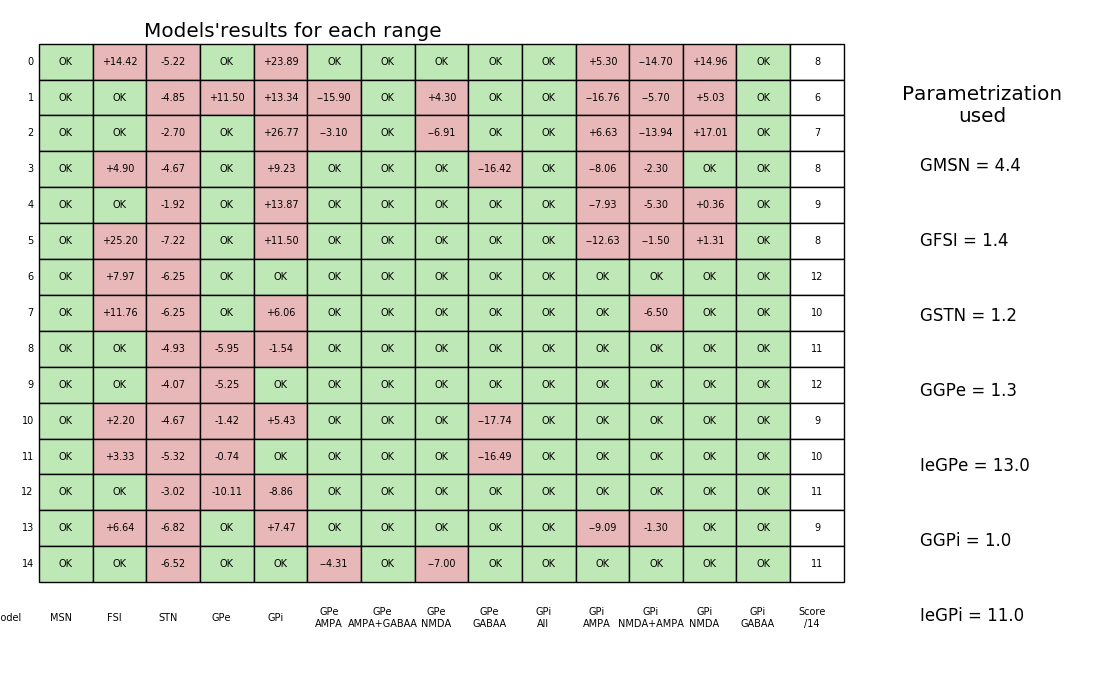 Models'results for each range
0 OK +14.42 -5.22 OK +23.89 OK OK OK OK OK +5.30 −14.70 +14.96 OK 8
1 OK OK -4.85 +11.50 +13.34 −15.90 OK +4.30 OK OK −16.76 −5.70 +5.03 OK 6
2 OK OK -2.70 OK +26.77 −3.10 OK −6.91 OK OK +6.63 −13.94 +17.01 OK 7
3 OK +4.90 -4.67 OK +9.23 OK OK OK −16.42 OK −8.06 -2.30 OK OK 8
4 OK OK -1.92 OK +13.87 OK OK OK OK OK −7.93 -5.30 +0.36 OK 9
5 OK +25.20 -7.22 OK +11.50 OK OK OK OK OK −12.63 −1.50 +1.31 OK 8
6 OK +7.97 -6.25 OK OK OK OK OK OK OK OK OK OK OK 12
7 OK +11.76 -6.25 OK +6.06 OK OK OK OK OK OK -6.50 OK OK 10
8 OK OK -4.93 -5.95 -1.54 OK OK OK OK OK OK OK OK OK 11
9 OK OK -4.07 -5.25 OK OK OK OK OK OK OK OK OK OK 12
10 OK +2.20 -4.67 -1.42 +5.43 OK OK OK −17.74 OK OK OK OK OK 9
11 OK +3.33 -5.32 -0.74 OK OK OK OK −16.49 OK OK OK OK OK 10
12 OK OK -3.02 -10.11 -8.86 OK OK OK OK OK OK OK OK OK 11
13 OK +6.64 -6.82 OK +7.47 OK OK OK OK OK −9.09 -1.30 OK OK 9
14 OK OK -6.52 OK OK −4.31 OK −7.00 OK OK OK OK OK OK 11
odel MSN FSI STN GPe GPi GPe GPe GPe GPe GPi GPi GPi GPi GPi Score
AMPA AMPA+GABAA NMDA GABAA All AMPA NMDA+AMPA NMDA GABAA /14
Parametrization
used
GMSN = 4.4
GFSI = 1.4
GSTN = 1.2
GGPe = 1.3
IeGPe = 13.0
GGPi = 1.0
IeGPi = 11.0